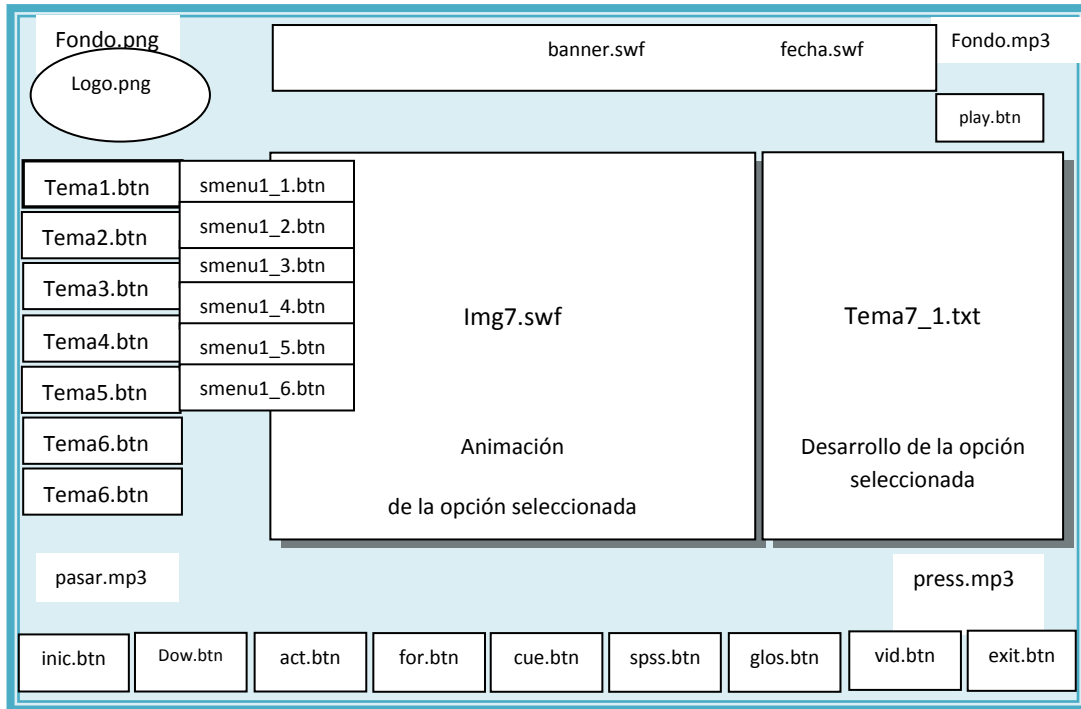 Fondo.png
banner.swf fecha.swf
Fondo.mp3
Logo.png
play.btn
Tema1.btn
smenu1_1.btn
Tema2.btn
smenu1_2.btn
Tema3.btn
smenu1_3.btn
Tema4.btn
smenu1_4.btn
Tema5.btn
smenu1_5.btn
Tema6.btn
smenu1_6.btn
Tema6.btn
Img7.swf
Animación
de la opción seleccionada
Tema7_1.txt
Desarrollo de la opción
seleccionada
pasar.mp3
press.mp3
inic.btn
Dow.btn
act.btn
for.btn
cue.btn
spss.btn
glos.btn
vid.btn
exit.btn